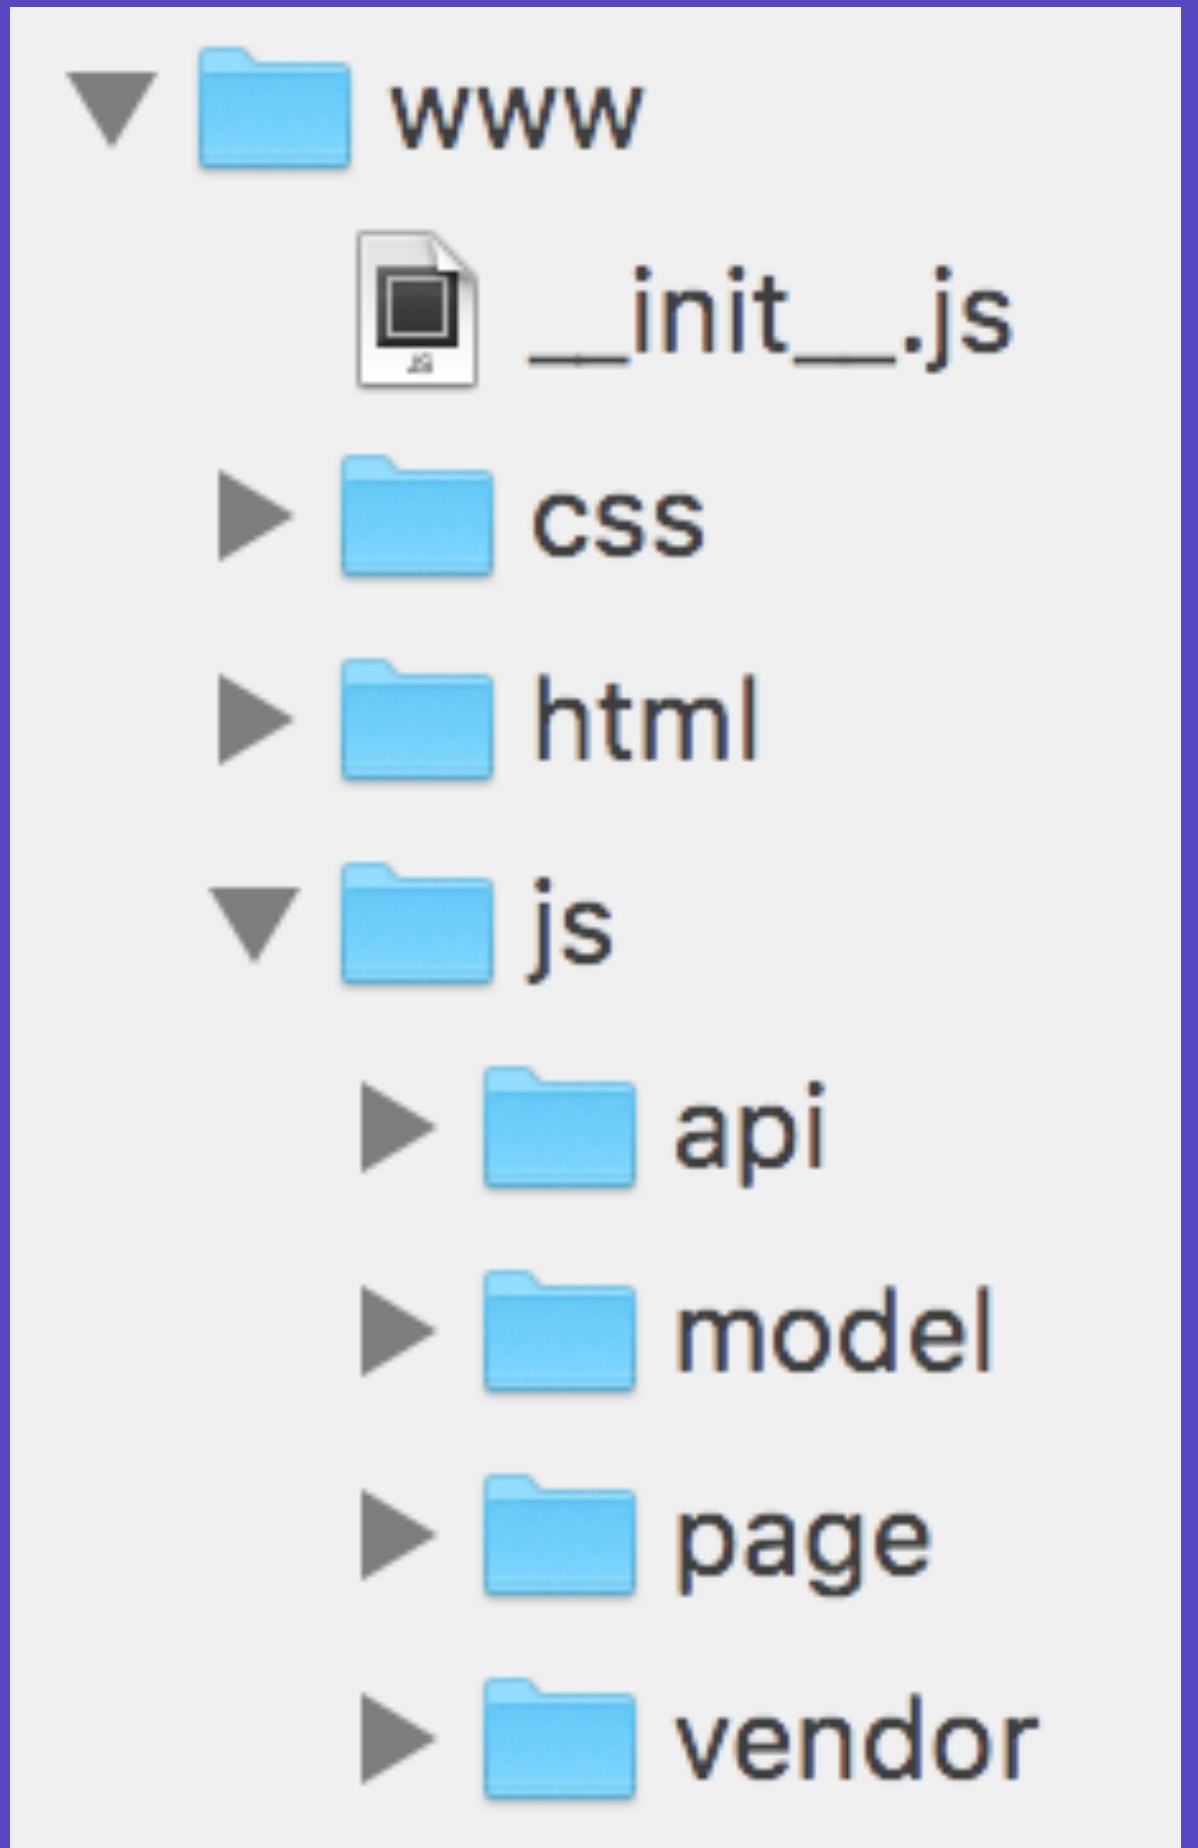 www
__init__.js
css
html
js
api
model
page
vendor